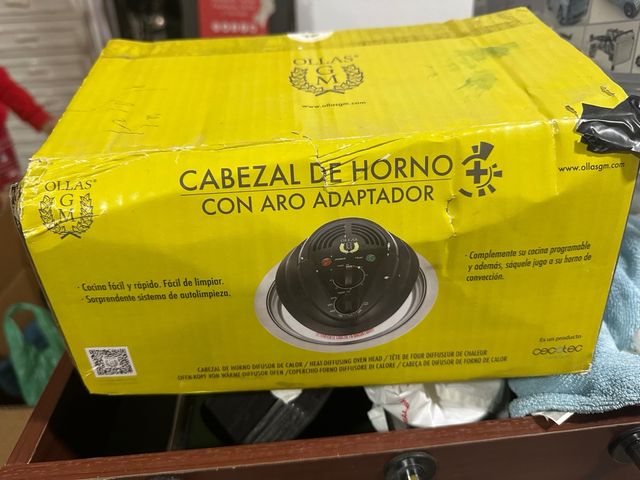 OLLAS®
GM
www.ollasgm.com
OLLAS®
GM
CABEZAL DE HORNO
CON ARO ADAPTADOR
www.ollasgm.com
· Cocina fácil y rápido. Fácil de limpiar.
· Sorprendente sistema de autolimpieza.
· Complemente su cocina programable
y además, sáquele jugo a su horno de
convección.
OLLAS
GM
Es un producto
cecotec
CABEZAL DE HORNO DIFUSOR DE CALOR / HEAT-DIFFUSING OVEN HEAD / TÊTE DE FOUR DIFFUSEUR DE CHALEUR
OFEN-KOPF VON WÄRME-DIFFUSOR OFEN / COPERCHIO FORNO DIFFUSORE DI CALORE / CABEÇA DE DIFUSOR DE FORNO DE CALOR